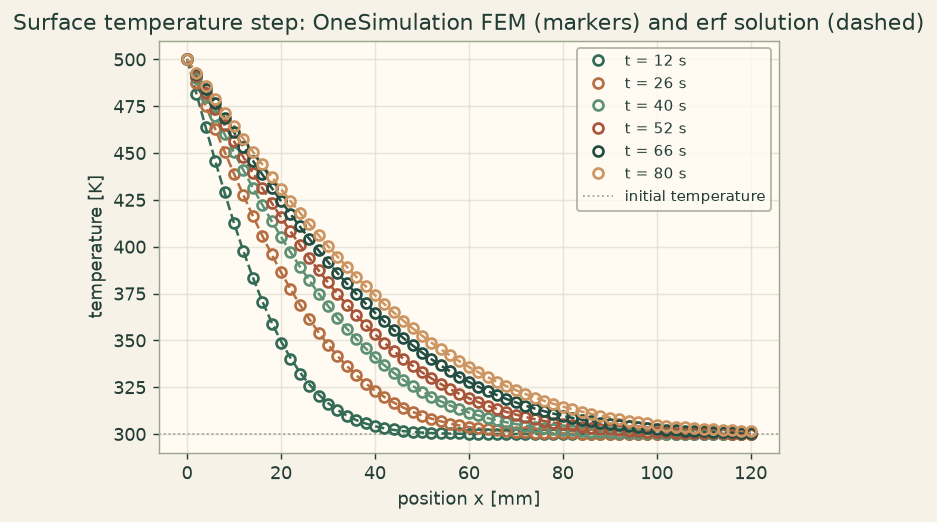 Surface temperature step: OneSimulation FEM (markers) and erf solution (dashed)
500
475
450
425
400
375
350
325
300
temperature [K]
t = 12 s
t = 26 s
t = 40 s
t = 52 s
t = 66 s
t = 80 s
initial temperature
0 20 40 60 80 100 120
position x [mm]